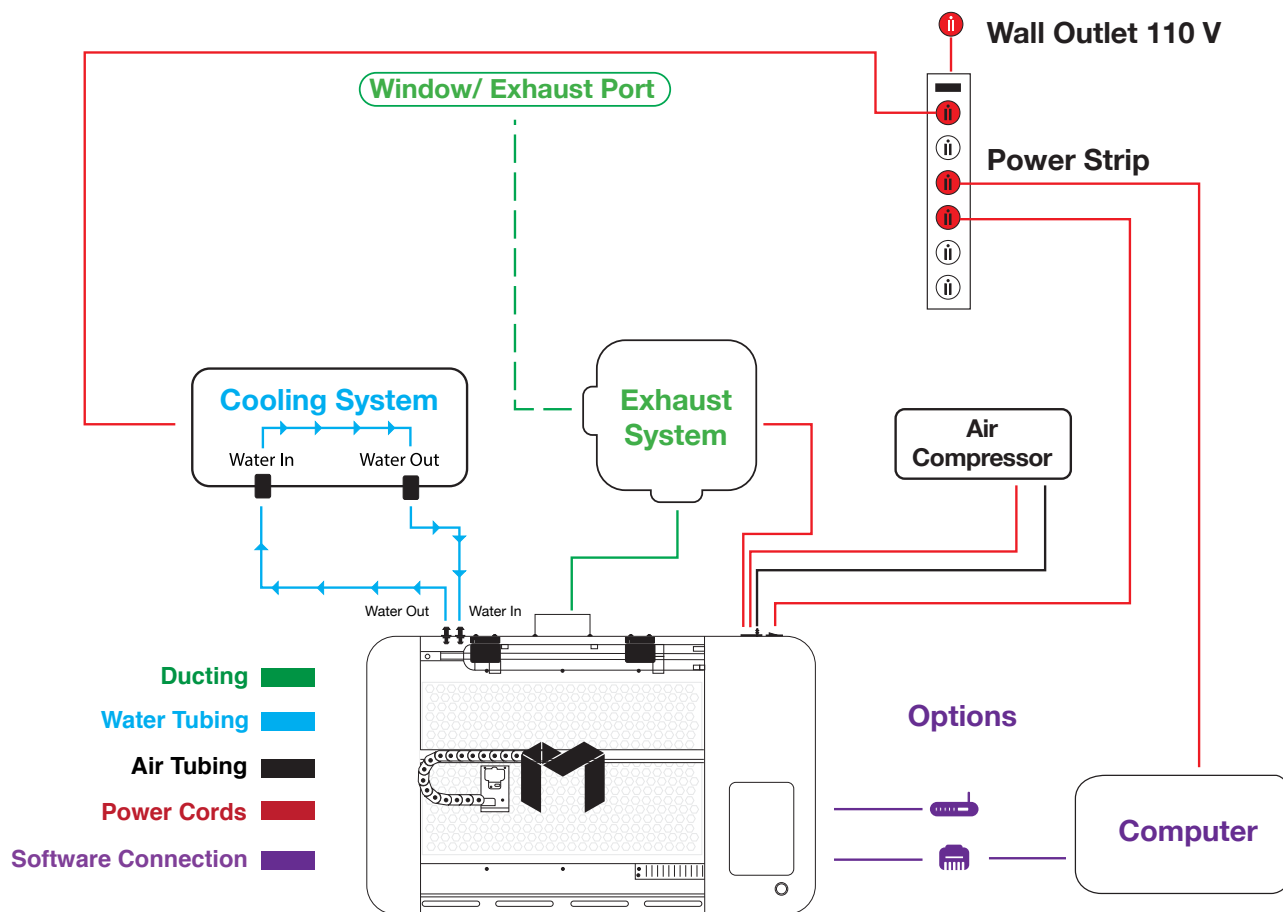 Wall Outlet 110 V
Window/ Exhaust Port
Power Strip
Cooling System
Water In
Water Out
Exhaust
System
Air
Compressor
Water Out
Water In
Ducting
Water Tubing
Air Tubing
Power Cords
Software Connection
Options
Computer